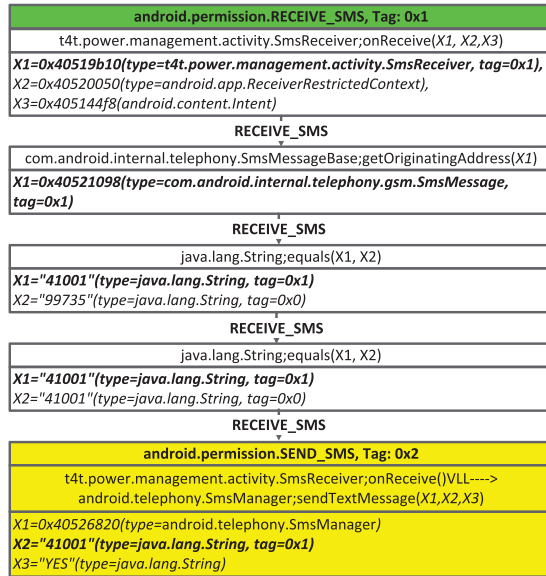 android.permission.RECEIVE_SMS, Tag: 0x1
t4t.power.management.activity.SmsReceiver;onReceive(X1, X2,X3)
X1=0x40519b10(type=t4t.power.management.activity.SmsReceiver, tag=0x1),
X2=0x40520050(type=android.app.ReceiverRestrictedContext),
X3=0x405144f8(android.content.Intent)
RECEIVE_SMS
com.android.internal.telephony.SmsMessageBase;getOriginatingAddress(X1)
X1=0x40521098(type=com.android.internal.telephony.gsm.SmsMessage,
tag=0x1)
RECEIVE_SMS
java.lang.String;equals(X1, X2)
X1="41001"(type=java.lang.String, tag=0x1)
X2="99735"(type=java.lang.String, tag=0x0)
RECEIVE_SMS
java.lang.String;equals(X1, X2)
X1="41001"(type=java.lang.String, tag=0x1)
X2="41001"(type=java.lang.String, tag=0x0)
RECEIVE_SMS
android.permission.SEND_SMS, Tag: 0x2
t4t.power.management.activity.SmsReceiver;onReceive()VLL---->
android.telephony.SmsManager;sendTextMessage(X1,X2,X3)
X1=0x40526820(type=android.telephony.SmsManager)
X2="41001"(type=java.lang.String, tag=0x1)
X3="YES"(type=java.lang.String)